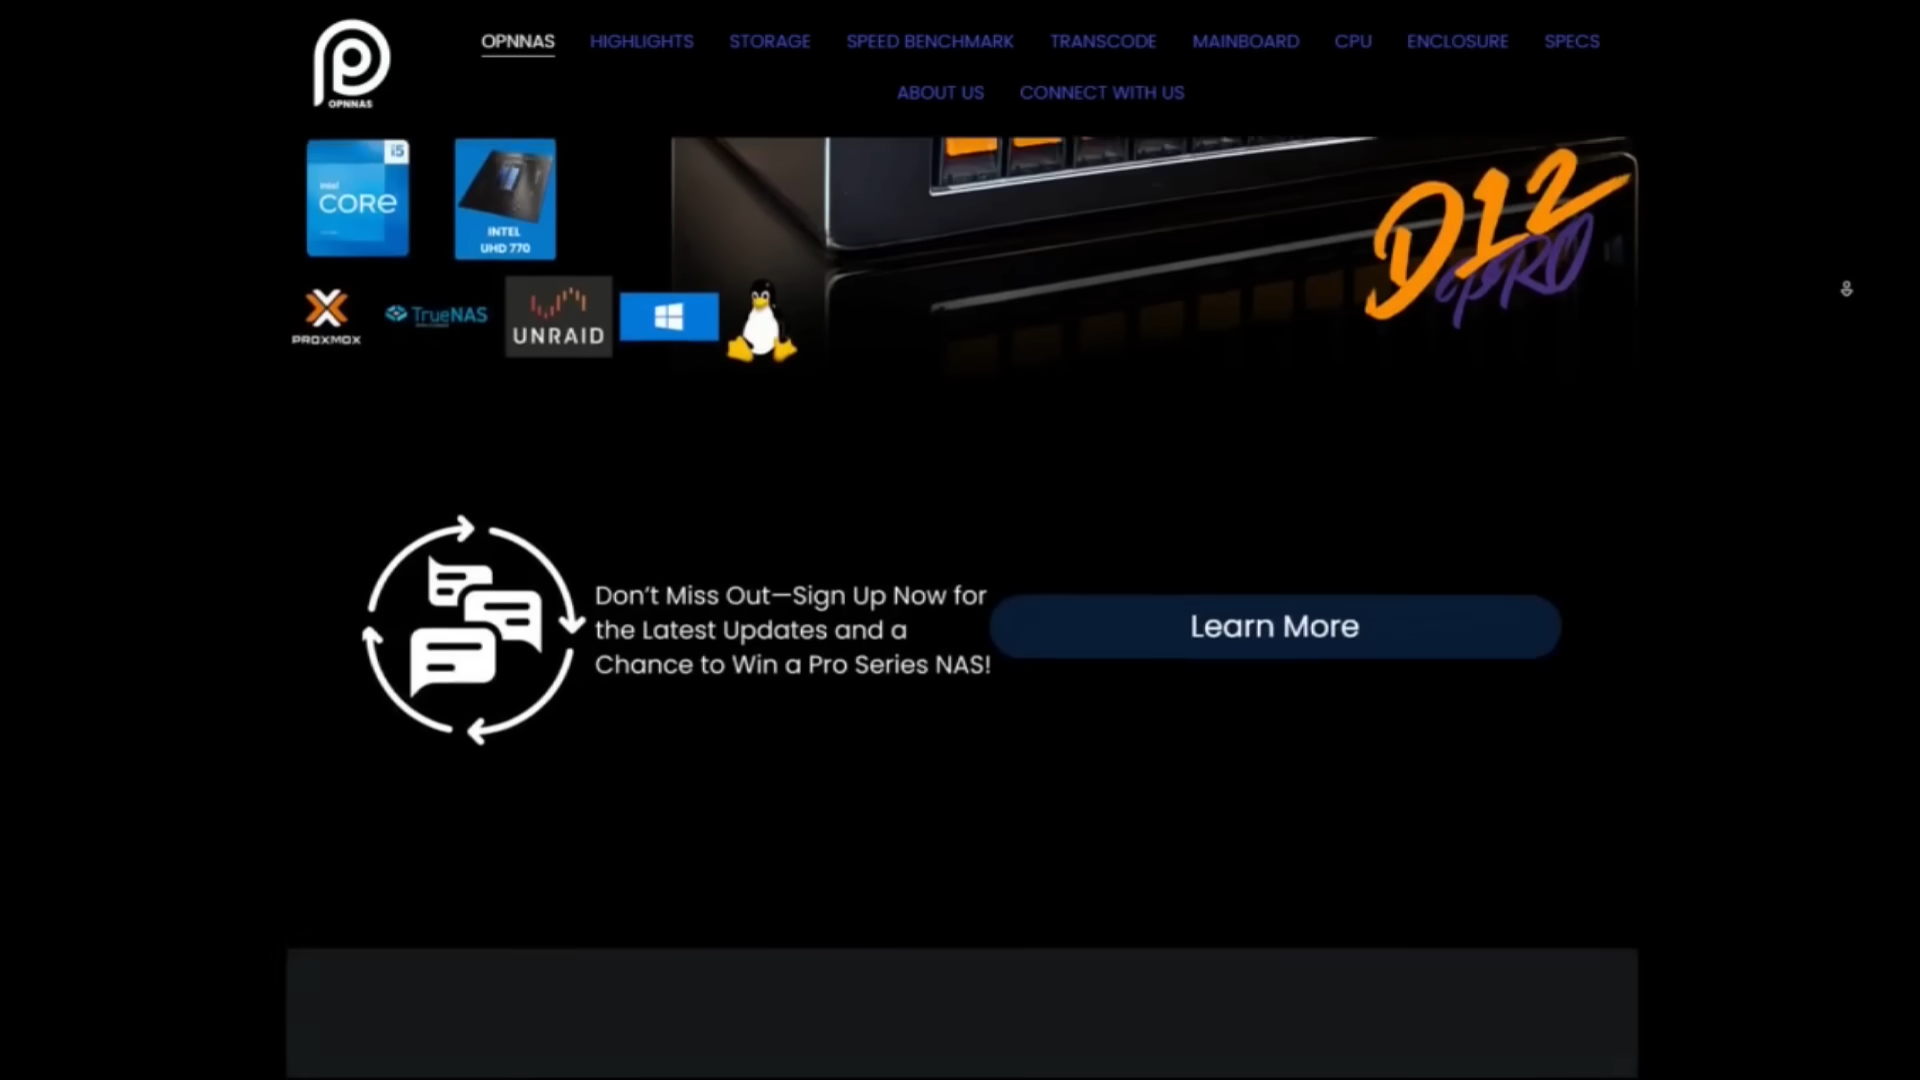 OPNNAS
OPNNAS HIGHLIGHTS STORAGE SPEED BENCHMARK TRANSCODE MAINBOARD CPU ENCLOSURE SPECS
ABOUT US CONNECT WITH US
i5
intel
CORE
INTEL
UHD 770
D12
PRO
PROXMOX
TrueNAS
UNRAID
Don't Miss Out—Sign Up Now for
the Latest Updates and a
Chance to Win a Pro Series NAS!
Learn More